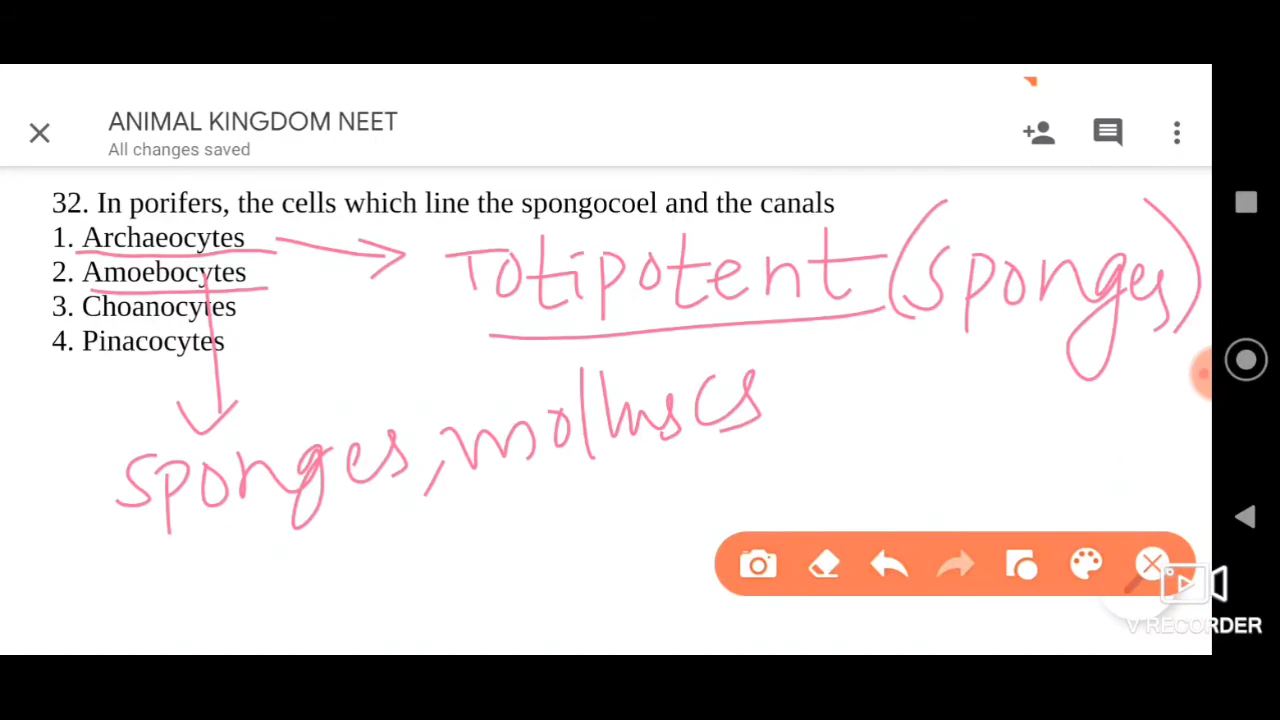 ANIMAL KINGDOM NEET
All changes saved
32. In porifers, the cells which line the spongocoel and the canals
1. Archaeocytes
Totipotent (sponges)
2. Amoebocytes
3. Choanocytes
4. Pinacocytes
sponges, molluscs
V RECORDER